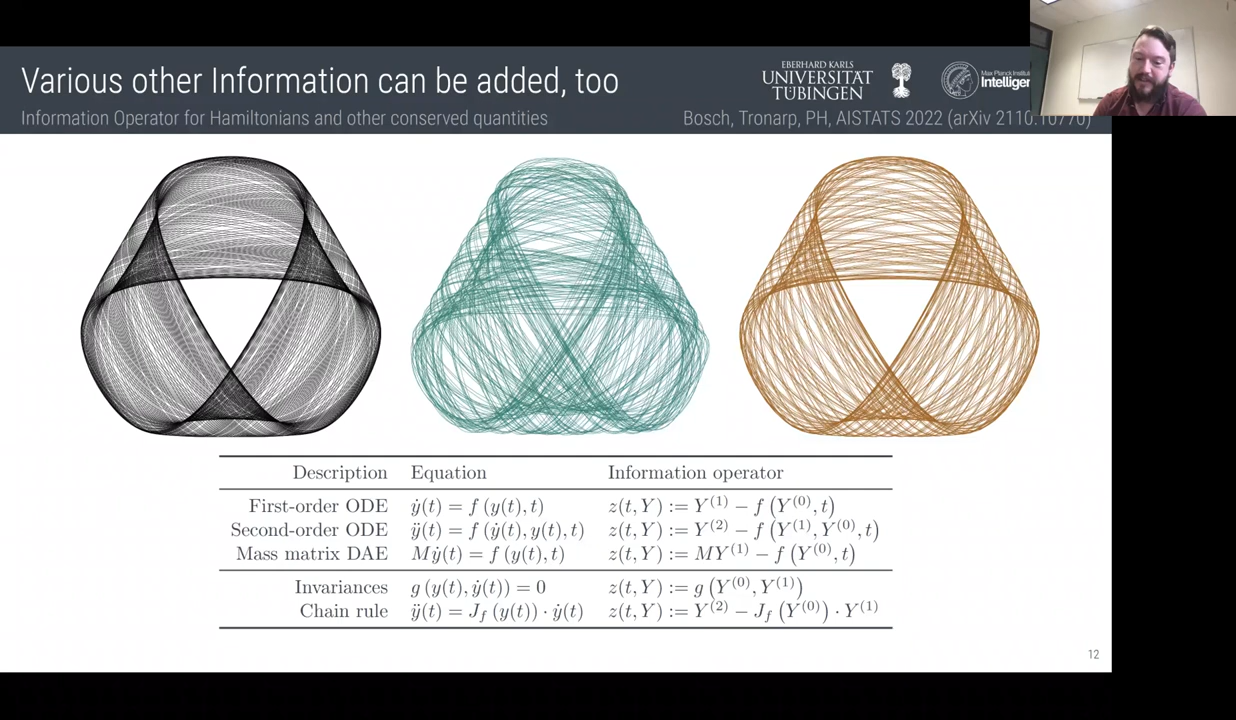 Various other Information can be added, too
Information Operator for Hamiltonians and other conserved quantities
EBERHARD KARLS
UNIVERSITÄT
TÜBINGEN
Max Planck
Bosch, Tronarp, PH, AISTATS 2022 (arXiv 2110.10770)
Description Equation Information operator
First-order ODE ẏ(t) = f (y(t), t) z(t, Y) := Y⁽¹⁾ − f (Y⁽⁰⁾, t)
Second-order ODE ÿ(t) = f (ẏ(t), y(t), t) z(t, Y) := Y⁽²⁾ − f (Y⁽¹⁾, Y⁽⁰⁾, t)
Mass matrix DAE Mẏ(t) = f (y(t), t) z(t, Y) := MY⁽¹⁾ − f (Y⁽⁰⁾, t)
Invariances g (y(t), ẏ(t)) = 0 z(t, Y) := g (Y⁽⁰⁾, Y⁽¹⁾)
Chain rule ÿ(t) = J_f (y(t)) · ẏ(t) z(t, Y) := Y⁽²⁾ − J_f (Y⁽⁰⁾) · Y⁽¹⁾
12